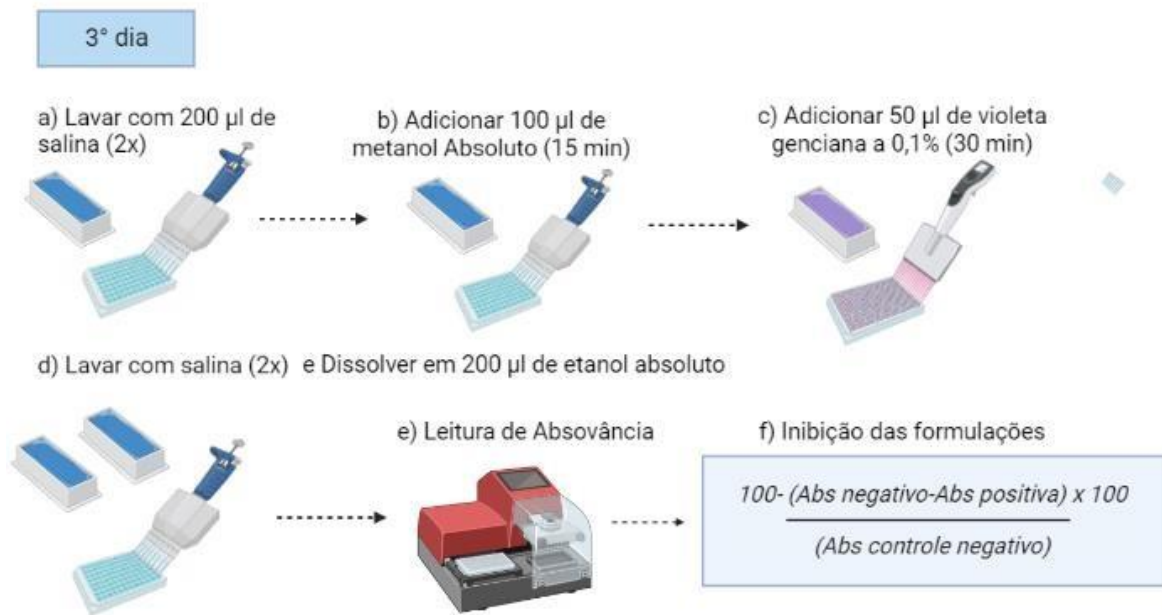 3° dia
a) Lavar com 200 µl de
salina (2x)
b) Adicionar 100 µl de
metanol Absoluto (15 min)
c) Adicionar 50 µl de violeta
genciana a 0,1% (30 min)
d) Lavar com salina (2x) e Dissolver em 200 µl de etanol absoluto
e) Leitura de Absovância
f) Inibição das formulações
100- (Abs negativo-Abs positiva) x 100
(Abs controle negativo)